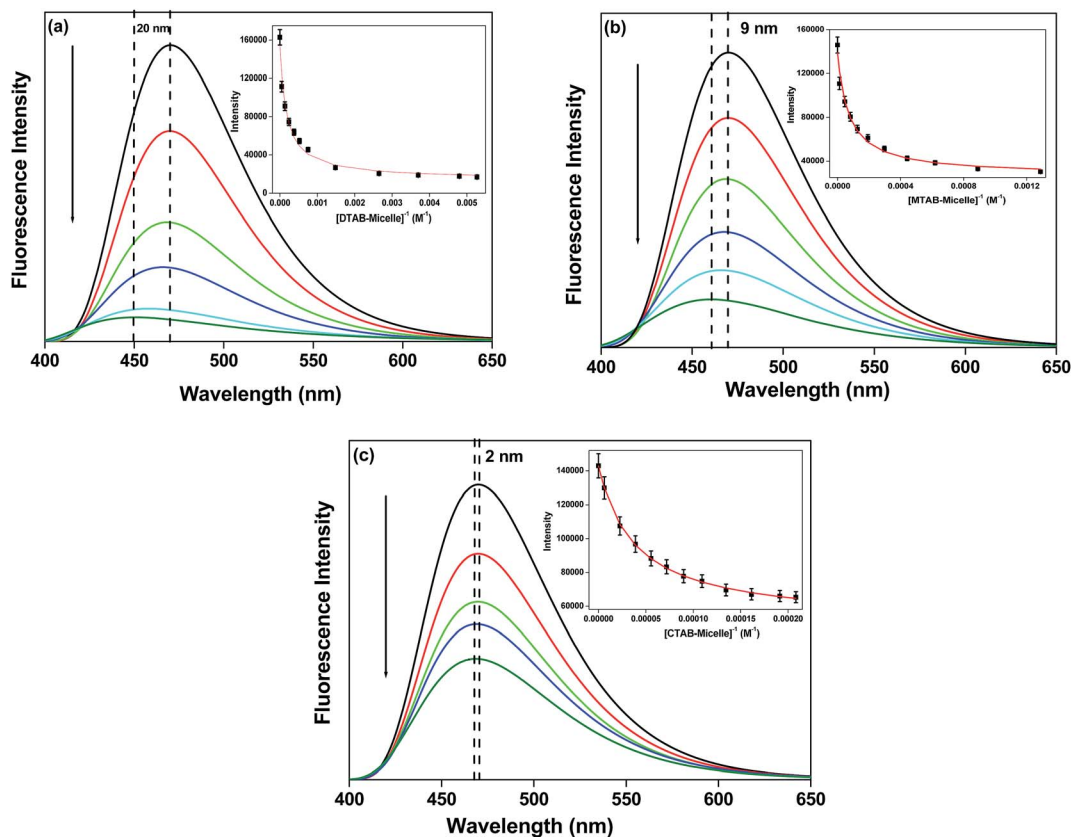 (a)
20 nm
Fluorescence Intensity
160000
120000
80000
40000
0
Intensity
0.000 0.001 0.002 0.003 0.004 0.005
[DTAB-Micelle]⁻¹ (M⁻¹)
400 450 500 550 600 650
Wavelength (nm)
(b)
9 nm
Fluorescence Intensity
160000
120000
80000
40000
Intensity
0.0000 0.0004 0.0008 0.0012
[MTAB-Micelle]⁻¹ (M⁻¹)
400 450 500 550 600 650
Wavelength (nm)
(c)
2 nm
Fluorescence Intensity
140000
120000
100000
80000
60000
Intensity
0.00000 0.00005 0.00010 0.00015 0.00020
[CTAB-Micelle]⁻¹ (M⁻¹)
400 450 500 550 600 650
Wavelength (nm)